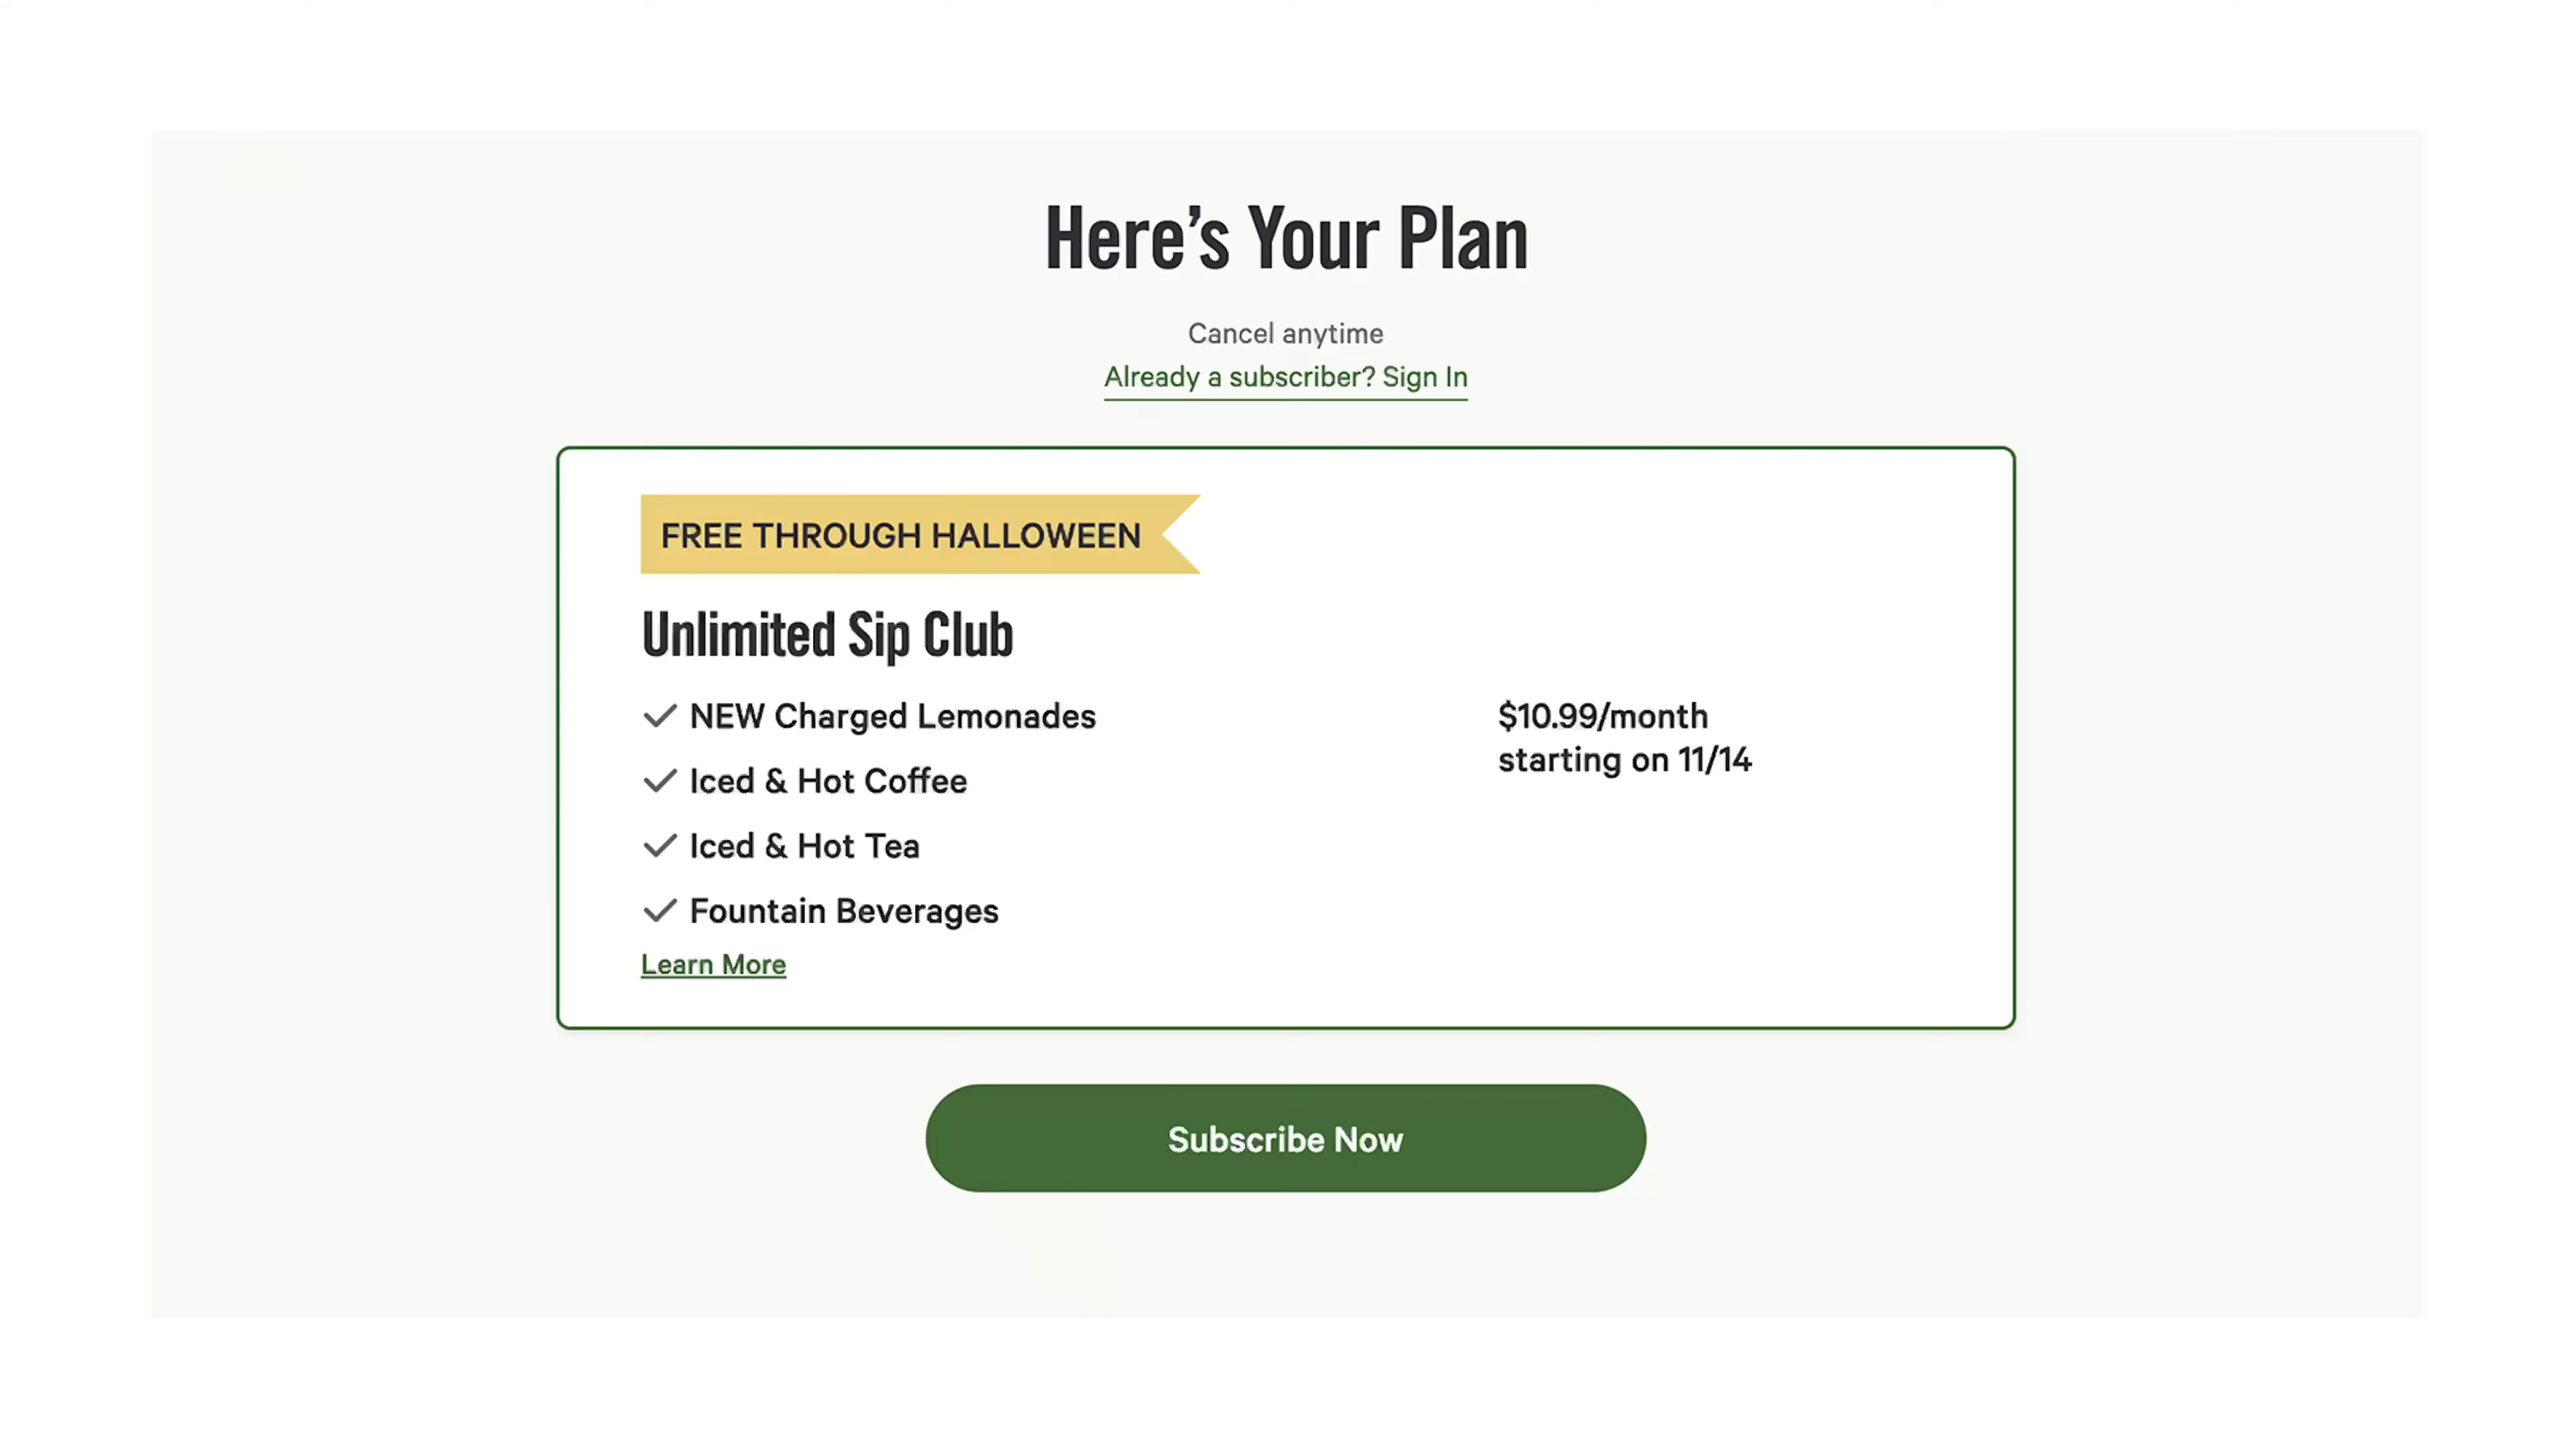 Here's Your Plan
Cancel anytime
Already a subscriber? Sign In
FREE THROUGH HALLOWEEN
Unlimited Sip Club
NEW Charged Lemonades
$10.99/month
starting on 11/14
Iced & Hot Coffee
Iced & Hot Tea
Fountain Beverages
Learn More
Subscribe Now